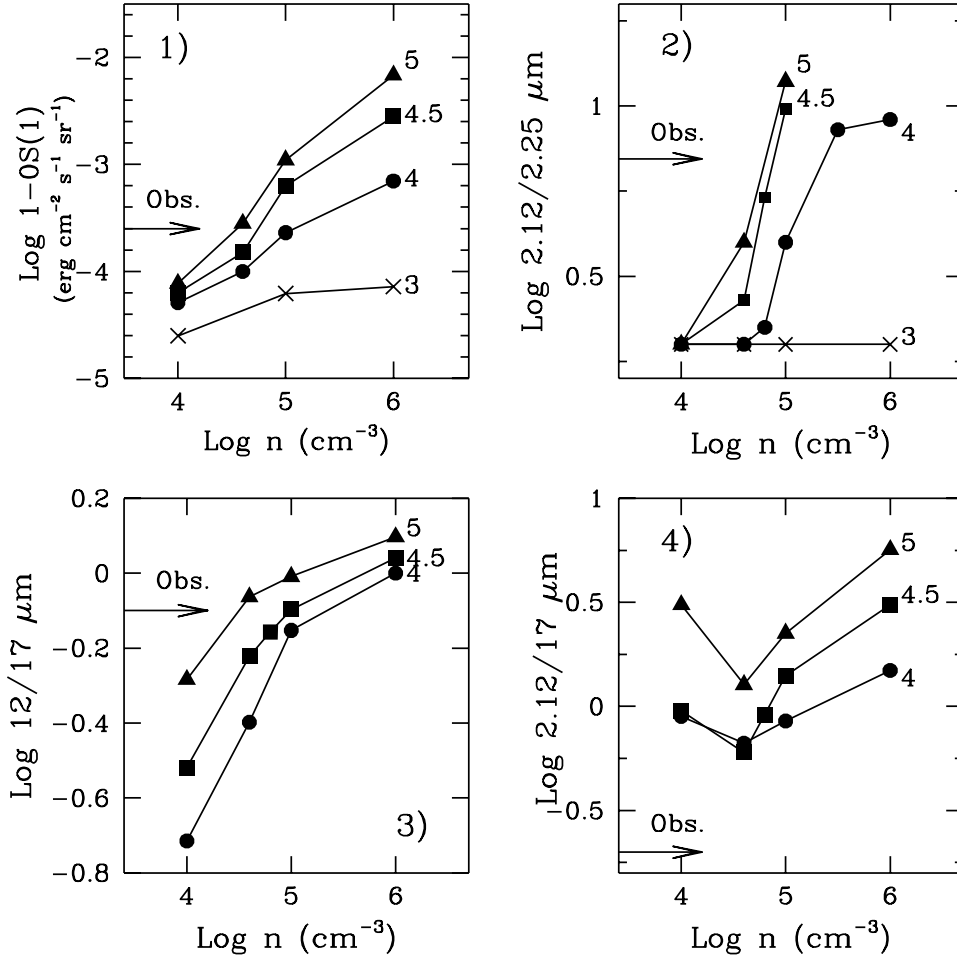 1)
Log 1-0S(1)
(erg cm⁻² s⁻¹ sr⁻¹)
-2
-3
-4
-5
Obs.
5
4.5
4
3
4 5 6
Log n (cm⁻³)
2)
Log 2.12/2.25 μm
1
0.5
Obs.
5
4.5
4
3
4 5 6
Log n (cm⁻³)
3)
Log 12/17 μm
0.2
0
-0.2
-0.4
-0.6
-0.8
Obs.
5
4.5
4
4 5 6
Log n (cm⁻³)
4)
Log 2.12/17 μm
1
0.5
0
-0.5
Obs.
5
4.5
4
4 5 6
Log n (cm⁻³)